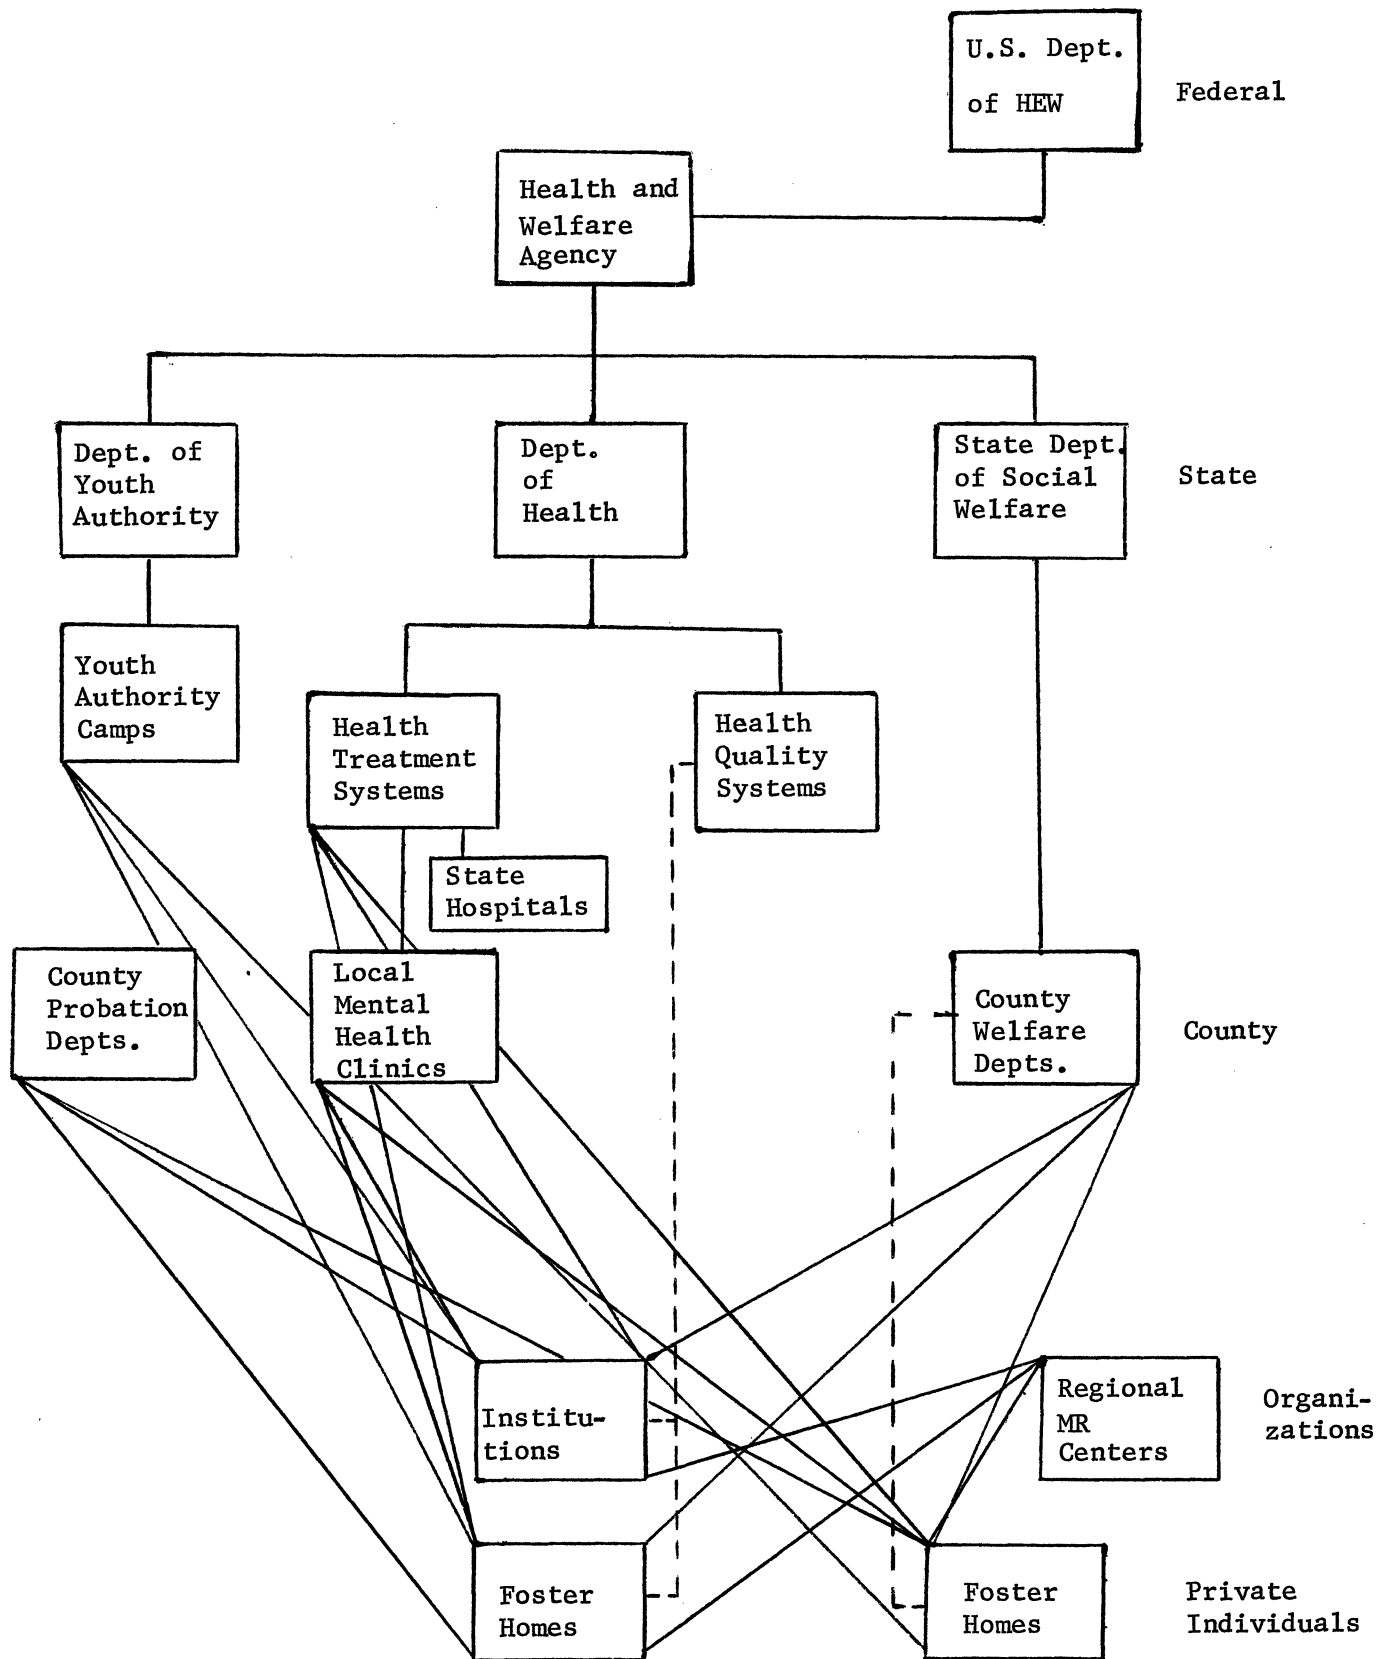 U.S. Dept.
of HEW
Federal
Health and
Welfare
Agency
Dept. of
Youth
Authority
Dept.
of
Health
State Dept.
of Social
Welfare
State
Youth
Authority
Camps
Health
Treatment
Systems
Health
Quality
Systems
State
Hospitals
County
Probation
Depts.
Local
Mental
Health
Clinics
County
Welfare
Depts.
County
Institu-
tions
Regional
MR
Centers
Organi-
zations
Foster
Homes
Foster
Homes
Private
Individuals